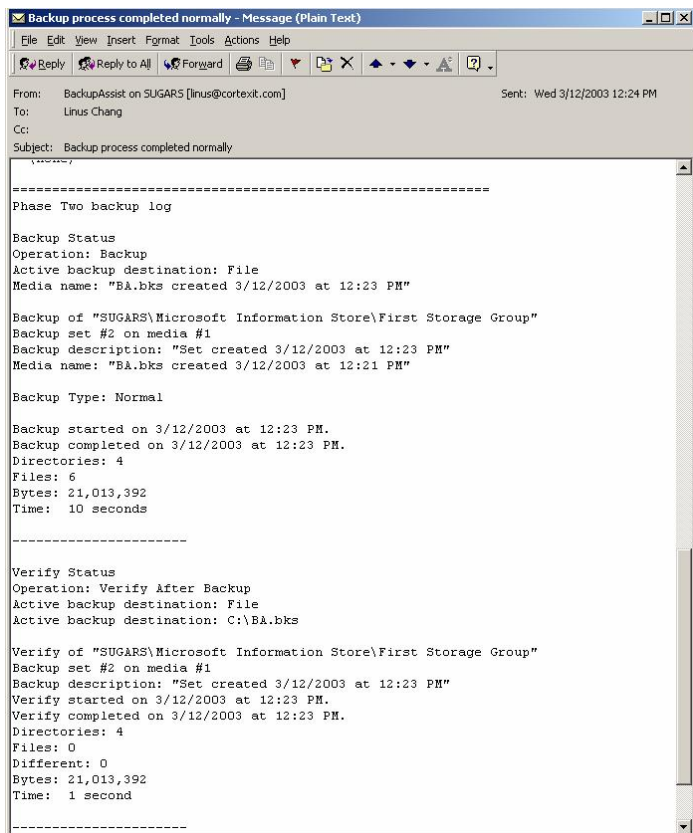 Backup process completed normally - Message (Plain Text)
File Edit View Insert Format Tools Actions Help
Reply Reply to All Forward
From: BackupAssist on SUGARS [linus@cortexit.com] Sent: Wed 3/12/2003 12:24 PM
To: Linus Chang
Cc:
Subject: Backup process completed normally
============================================================
Phase Two backup log
Backup Status
Operation: Backup
Active backup destination: File
Media name: "BA.bks created 3/12/2003 at 12:23 PM"
Backup of "SUGARS\Microsoft Information Store\First Storage Group"
Backup set #2 on media #1
Backup description: "Set created 3/12/2003 at 12:23 PM"
Media name: "BA.bks created 3/12/2003 at 12:21 PM"
Backup Type: Normal
Backup started on 3/12/2003 at 12:23 PM.
Backup completed on 3/12/2003 at 12:23 PM.
Directories: 4
Files: 6
Bytes: 21,013,392
Time: 10 seconds
----------------------
Verify Status
Operation: Verify After Backup
Active backup destination: File
Active backup destination: C:\BA.bks
Verify of "SUGARS\Microsoft Information Store\First Storage Group"
Backup set #2 on media #1
Backup description: "Set created 3/12/2003 at 12:23 PM"
Verify started on 3/12/2003 at 12:23 PM.
Verify completed on 3/12/2003 at 12:23 PM.
Directories: 4
Files: 0
Different: 0
Bytes: 21,013,392
Time: 1 second
----------------------